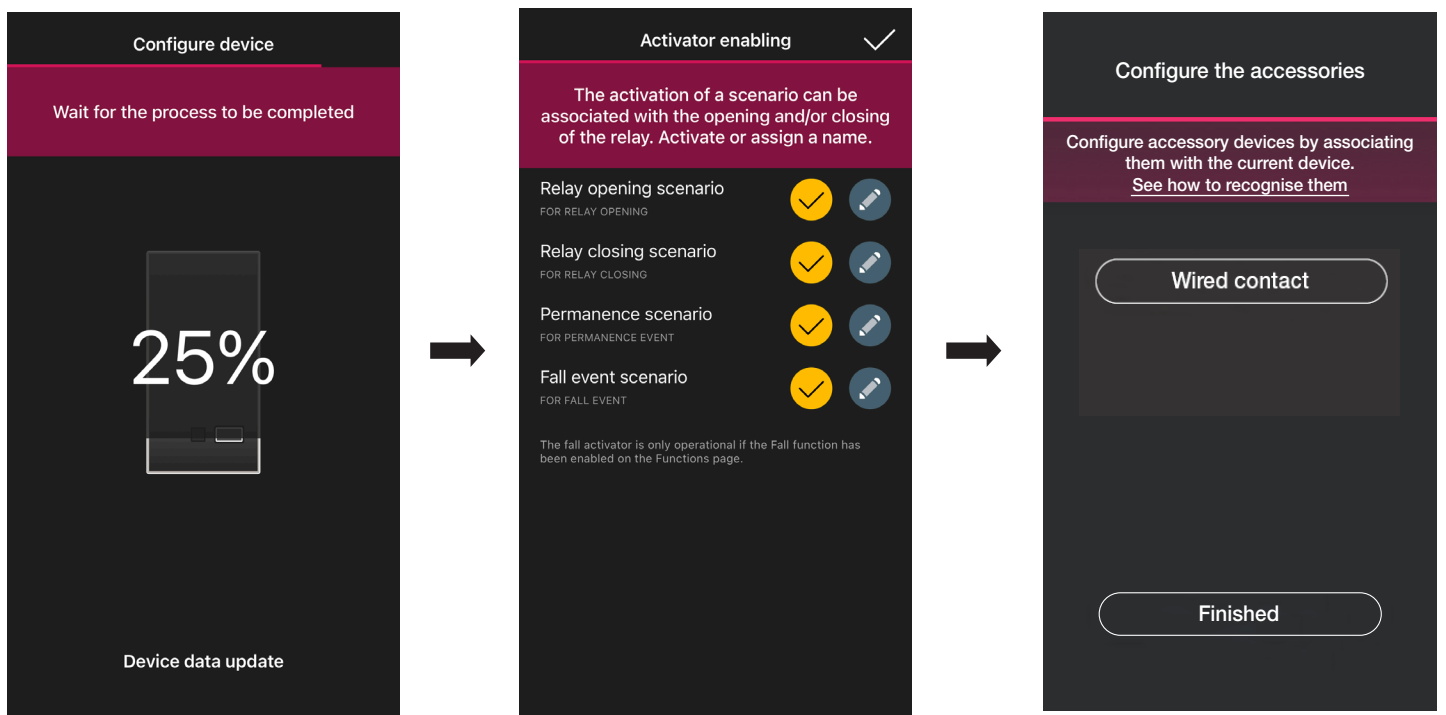 Configure device
Wait for the process to be completed
25%
Device data update
Activator enabling
The activation of a scenario can be
associated with the opening and/or closing
of the relay. Activate or assign a name.
Relay opening scenario
FOR RELAY OPENING
Relay closing scenario
FOR RELAY CLOSING
Permanence scenario
FOR PERMANENCE EVENT
Fall event scenario
FOR FALL EVENT
The fall activator is only operational if the Fall function has
been enabled on the Functions page.
Configure the accessories
Configure accessory devices by associating
them with the current device.
See how to recognise them
Wired contact
Finished